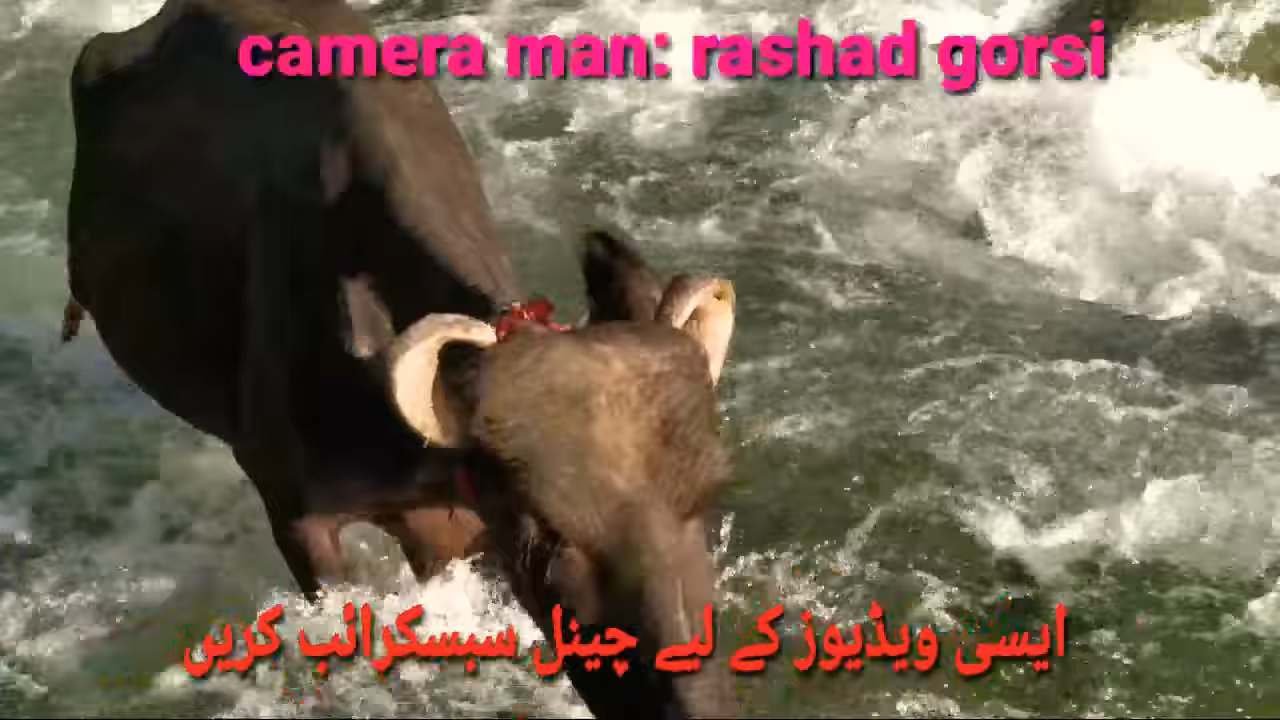 camera man: rashad gorsi
ایسی ویڈیوز کے لیے چینل سبسکرائب کریں